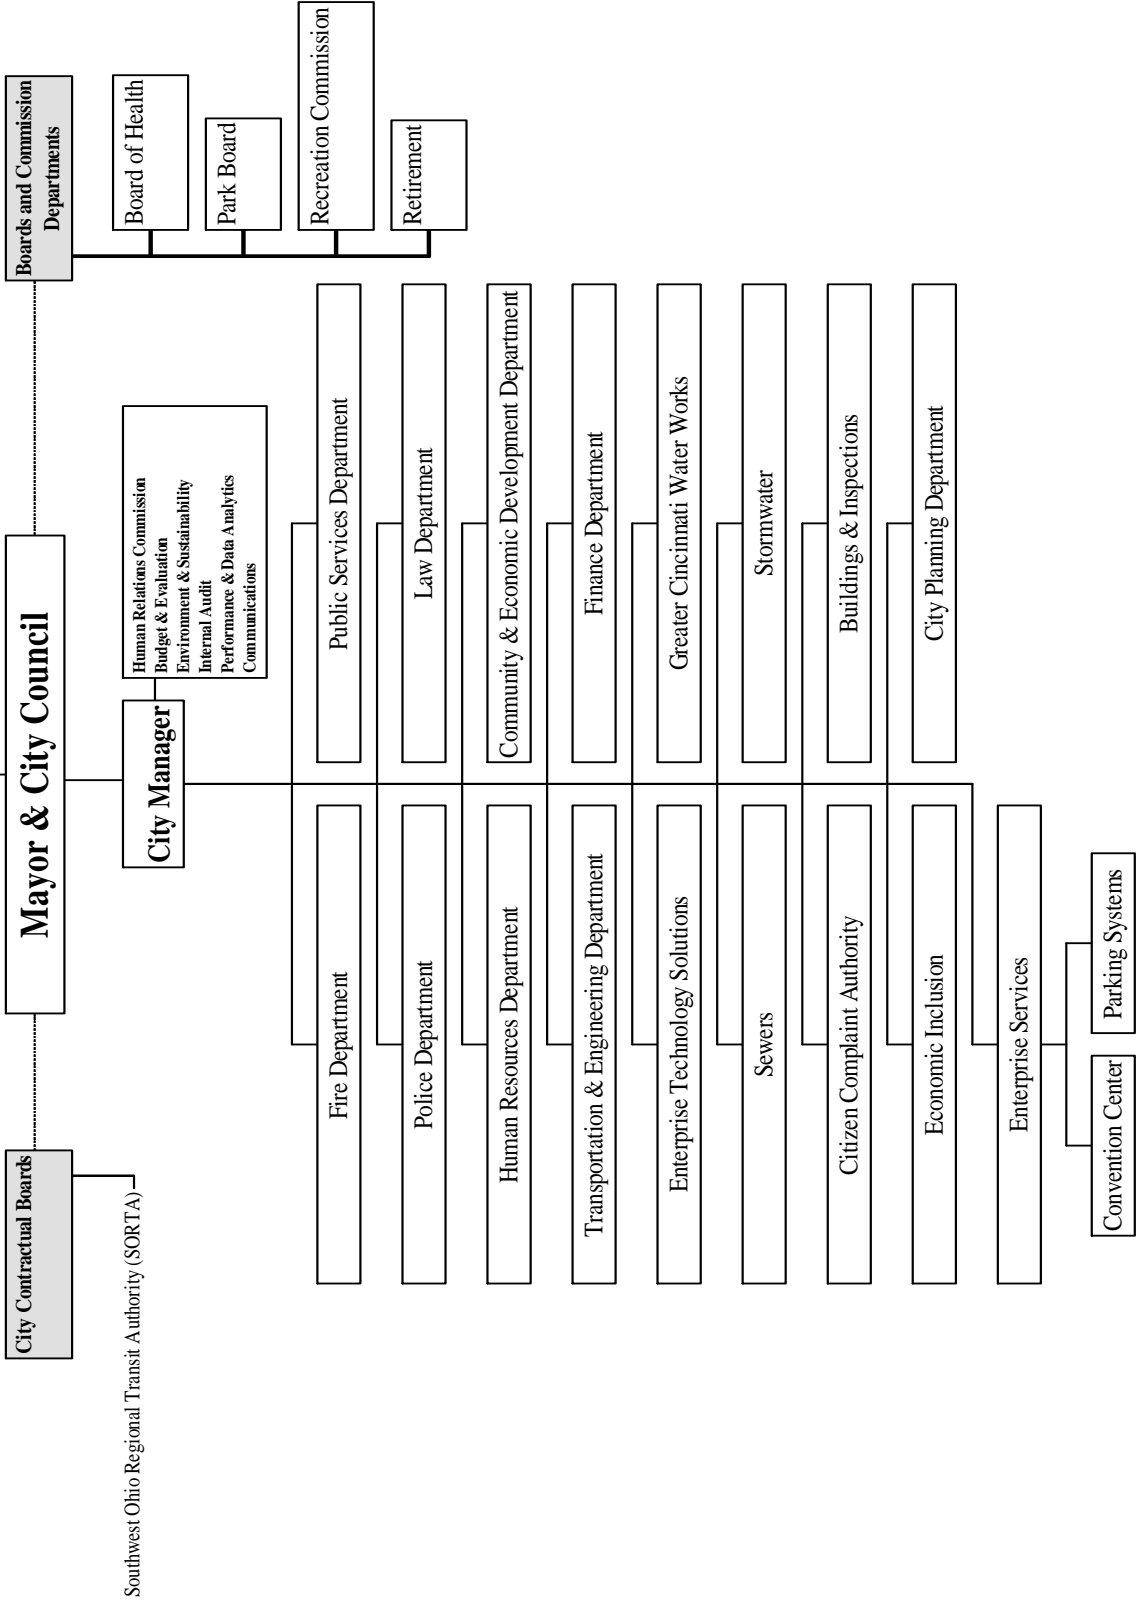 City Contractual Boards
Mayor & City Council
Boards and Commission
Departments
Southwest Ohio Regional Transit Authority (SORTA)
City Manager
Human Relations Commission
Budget & Evaluation
Environment & Sustainability
Internal Audit
Performance & Data Analytics
Communications
Board of Health
Park Board
Recreation Commission
Retirement
Fire Department
Public Services Department
Police Department
Law Department
Human Resources Department
Community & Economic Development Department
Transportation & Engineering Department
Finance Department
Enterprise Technology Solutions
Greater Cincinnati Water Works
Sewers
Stormwater
Citizen Complaint Authority
Buildings & Inspections
Economic Inclusion
City Planning Department
Enterprise Services
Convention Center
Parking Systems